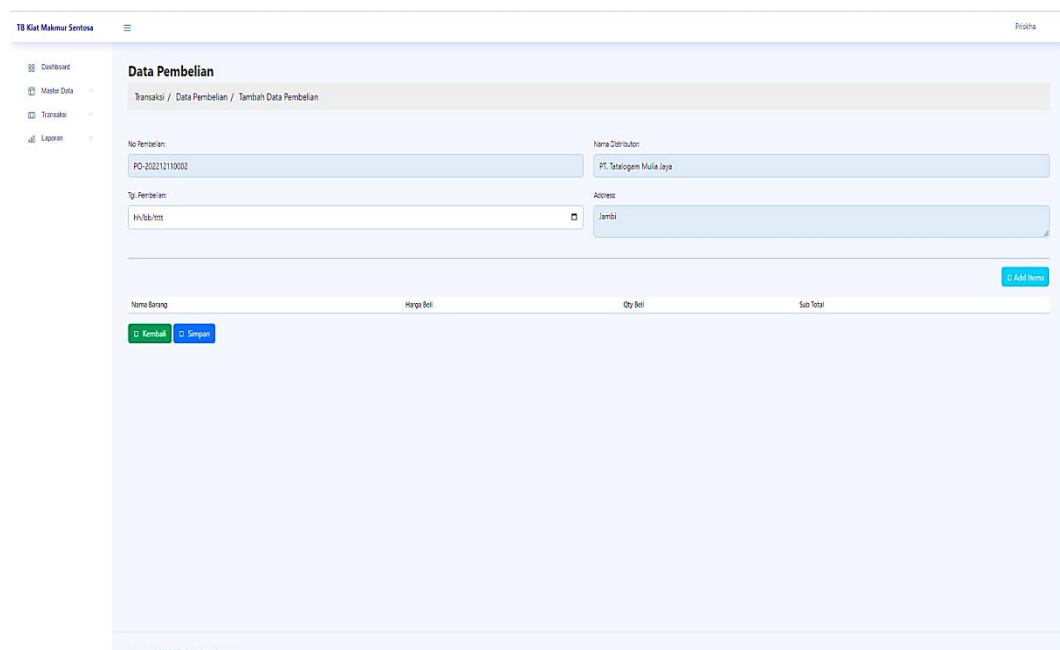 TB Kiat Makmur Sentosa
Priskha
Dashboard
Master Data
Transaksi
Laporan
Data Pembelian
Transaksi / Data Pembelian / Tambah Data Pembelian
No Pembelian:
Nama Distributor:
PO-202212110002
PT. Tatalogam Mulia Jaya
Tgl. Pembelian:
Address:
hh/bb/tttt
Jambi
Add Items
Nama Barang Harga Beli Qty Beli Sub Total
Kembali Simpan